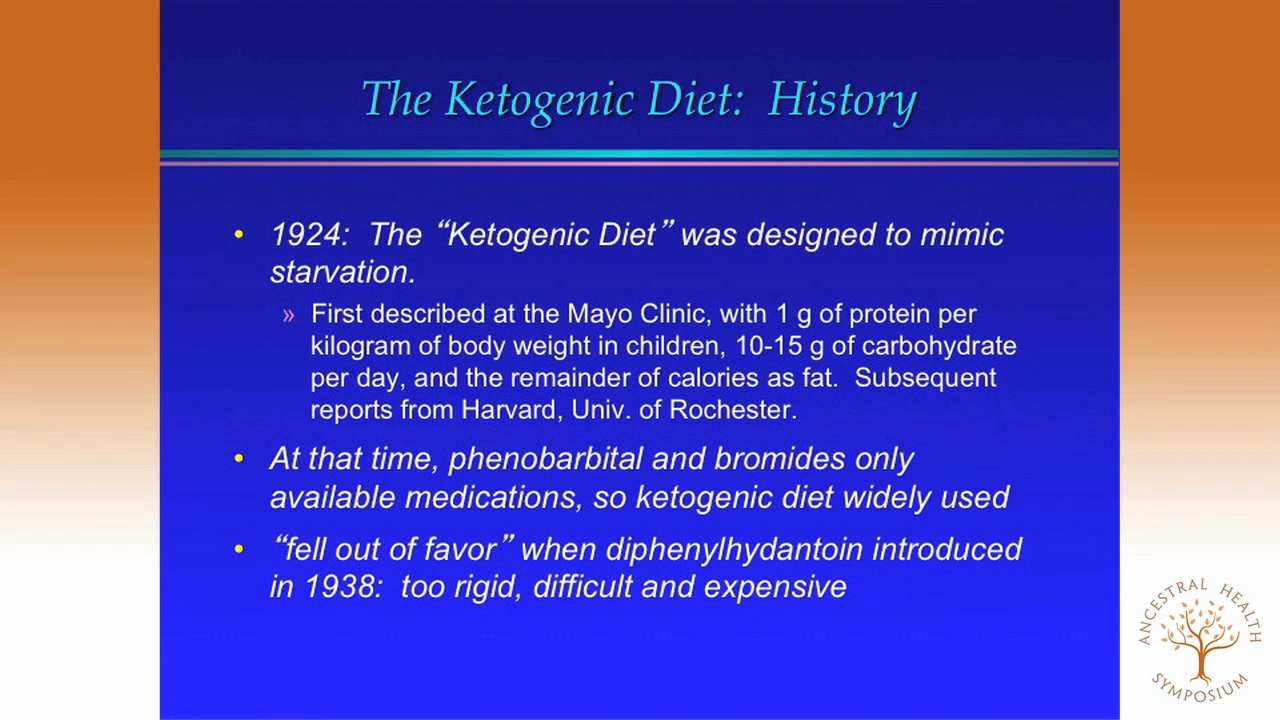 The Ketogenic Diet: History
• 1924: The “Ketogenic Diet” was designed to mimic
starvation.
» First described at the Mayo Clinic, with 1 g of protein per
kilogram of body weight in children, 10-15 g of carbohydrate
per day, and the remainder of calories as fat. Subsequent
reports from Harvard, Univ. of Rochester.
• At that time, phenobarbital and bromides only
available medications, so ketogenic diet widely used
• “fell out of favor” when diphenylhydantoin introduced
in 1938: too rigid, difficult and expensive
ANCESTRAL HEALTH
SYMPOSIUM